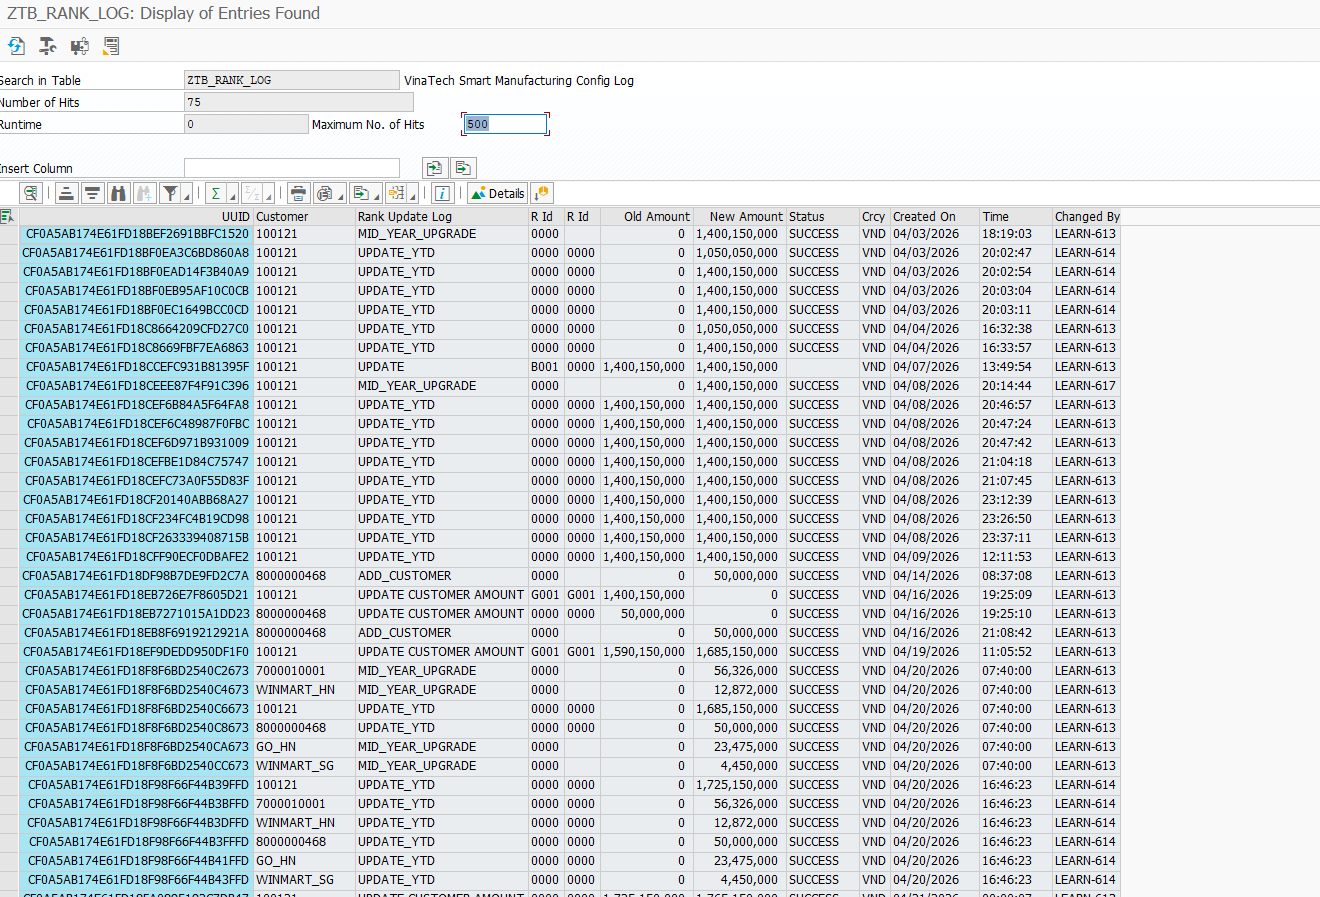 ZTB_RANK_LOG: Display of Entries Found
Search in Table ZTB_RANK_LOG VinaTech Smart Manufacturing Config Log
Number of Hits 75
Runtime 0 Maximum No. of Hits 500
Insert Column
Details
UUID Customer Rank Update Log R Id R Id Old Amount New Amount Status Crcy Created On Time Changed By
CF0A5AB174E61FD18BEF2691BBFC1520 100121 MID_YEAR_UPGRADE 0000 0 1,400,150,000 SUCCESS VND 04/03/2026 18:19:03 LEARN-613
CF0A5AB174E61FD18BF0EA3C6BD860A8 100121 UPDATE_YTD 0000 0000 0 1,050,050,000 SUCCESS VND 04/03/2026 20:02:47 LEARN-614
CF0A5AB174E61FD18BF0EAD14F3B40A9 100121 UPDATE_YTD 0000 0000 0 1,400,150,000 SUCCESS VND 04/03/2026 20:02:54 LEARN-614
CF0A5AB174E61FD18BF0EB95AF10C0CB 100121 UPDATE_YTD 0000 0000 0 1,400,150,000 SUCCESS VND 04/03/2026 20:03:04 LEARN-614
CF0A5AB174E61FD18BF0EC1649BCC0CD 100121 UPDATE_YTD 0000 0000 0 1,400,150,000 SUCCESS VND 04/03/2026 20:03:11 LEARN-614
CF0A5AB174E61FD18C8664209CFD27C0 100121 UPDATE_YTD 0000 0000 0 1,050,050,000 SUCCESS VND 04/04/2026 16:32:38 LEARN-613
CF0A5AB174E61FD18C8669FBF7EA6863 100121 UPDATE_YTD 0000 0000 0 1,400,150,000 SUCCESS VND 04/04/2026 16:33:57 LEARN-613
CF0A5AB174E61FD18CCEFC931B81395F 100121 UPDATE B001 0000 1,400,150,000 1,400,150,000 VND 04/07/2026 13:49:54 LEARN-613
CF0A5AB174E61FD18CEEE87F4F91C396 100121 MID_YEAR_UPGRADE 0000 0 1,400,150,000 SUCCESS VND 04/08/2026 20:14:44 LEARN-617
CF0A5AB174E61FD18CEF6B84A5F64FA8 100121 UPDATE_YTD 0000 0000 1,400,150,000 1,400,150,000 SUCCESS VND 04/08/2026 20:46:57 LEARN-613
CF0A5AB174E61FD18CEF6C48987F0FBC 100121 UPDATE_YTD 0000 0000 1,400,150,000 1,400,150,000 SUCCESS VND 04/08/2026 20:47:24 LEARN-613
CF0A5AB174E61FD18CEF6D971B931009 100121 UPDATE_YTD 0000 0000 1,400,150,000 1,400,150,000 SUCCESS VND 04/08/2026 20:47:42 LEARN-613
CF0A5AB174E61FD18CEFBE1D84C75747 100121 UPDATE_YTD 0000 0000 1,400,150,000 1,400,150,000 SUCCESS VND 04/08/2026 21:04:18 LEARN-613
CF0A5AB174E61FD18CEFC73A0F55D83F 100121 UPDATE_YTD 0000 0000 1,400,150,000 1,400,150,000 SUCCESS VND 04/08/2026 21:07:45 LEARN-613
CF0A5AB174E61FD18CF20140ABB68A27 100121 UPDATE_YTD 0000 0000 1,400,150,000 1,400,150,000 SUCCESS VND 04/08/2026 23:12:39 LEARN-613
CF0A5AB174E61FD18CF234FC4B19CD98 100121 UPDATE_YTD 0000 0000 1,400,150,000 1,400,150,000 SUCCESS VND 04/08/2026 23:26:50 LEARN-613
CF0A5AB174E61FD18CF263339408715B 100121 UPDATE_YTD 0000 0000 1,400,150,000 1,400,150,000 SUCCESS VND 04/08/2026 23:37:11 LEARN-613
CF0A5AB174E61FD18CFF90ECF0DBAFE2 100121 UPDATE_YTD 0000 0000 1,400,150,000 1,400,150,000 SUCCESS VND 04/09/2026 12:11:53 LEARN-613
CF0A5AB174E61FD18DF98B7DE9FD2C7A 8000000468 ADD_CUSTOMER 0000 0 50,000,000 SUCCESS VND 04/14/2026 08:37:08 LEARN-613
CF0A5AB174E61FD18EB726E7F8605D21 100121 UPDATE CUSTOMER AMOUNT G001 G001 1,400,150,000 0 SUCCESS VND 04/16/2026 19:25:09 LEARN-613
CF0A5AB174E61FD18EB7271015A1DD23 8000000468 UPDATE CUSTOMER AMOUNT 0000 0000 50,000,000 0 SUCCESS VND 04/16/2026 19:25:10 LEARN-613
CF0A5AB174E61FD18EB8F6919212921A 8000000468 ADD_CUSTOMER 0000 0 50,000,000 SUCCESS VND 04/16/2026 21:08:42 LEARN-613
CF0A5AB174E61FD18EF9DEDD950DF1F0 100121 UPDATE CUSTOMER AMOUNT G001 G001 1,590,150,000 1,685,150,000 SUCCESS VND 04/19/2026 11:05:52 LEARN-613
CF0A5AB174E61FD18F8F6BD2540C2673 7000010001 MID_YEAR_UPGRADE 0000 0 56,326,000 SUCCESS VND 04/20/2026 07:40:00 LEARN-613
CF0A5AB174E61FD18F8F6BD2540C4673 WINMART_HN MID_YEAR_UPGRADE 0000 0 12,872,000 SUCCESS VND 04/20/2026 07:40:00 LEARN-613
CF0A5AB174E61FD18F8F6BD2540C6673 100121 UPDATE_YTD 0000 0000 0 1,685,150,000 SUCCESS VND 04/20/2026 07:40:00 LEARN-613
CF0A5AB174E61FD18F8F6BD2540C8673 8000000468 UPDATE_YTD 0000 0000 0 50,000,000 SUCCESS VND 04/20/2026 07:40:00 LEARN-613
CF0A5AB174E61FD18F8F6BD2540CA673 GO_HN MID_YEAR_UPGRADE 0000 0 23,475,000 SUCCESS VND 04/20/2026 07:40:00 LEARN-613
CF0A5AB174E61FD18F8F6BD2540CC673 WINMART_SG MID_YEAR_UPGRADE 0000 0 4,450,000 SUCCESS VND 04/20/2026 07:40:00 LEARN-613
CF0A5AB174E61FD18F98F66F44B39FFD 100121 UPDATE_YTD 0000 0000 0 1,725,150,000 SUCCESS VND 04/20/2026 16:46:23 LEARN-614
CF0A5AB174E61FD18F98F66F44B3BFFD 7000010001 UPDATE_YTD 0000 0000 0 56,326,000 SUCCESS VND 04/20/2026 16:46:23 LEARN-614
CF0A5AB174E61FD18F98F66F44B3DFFD WINMART_HN UPDATE_YTD 0000 0000 0 12,872,000 SUCCESS VND 04/20/2026 16:46:23 LEARN-614
CF0A5AB174E61FD18F98F66F44B3FFFD 8000000468 UPDATE_YTD 0000 0000 0 50,000,000 SUCCESS VND 04/20/2026 16:46:23 LEARN-614
CF0A5AB174E61FD18F98F66F44B41FFD GO_HN UPDATE_YTD 0000 0000 0 23,475,000 SUCCESS VND 04/20/2026 16:46:23 LEARN-614
CF0A5AB174E61FD18F98F66F44B43FFD WINMART_SG UPDATE_YTD 0000 0000 0 4,450,000 SUCCESS VND 04/20/2026 16:46:23 LEARN-614